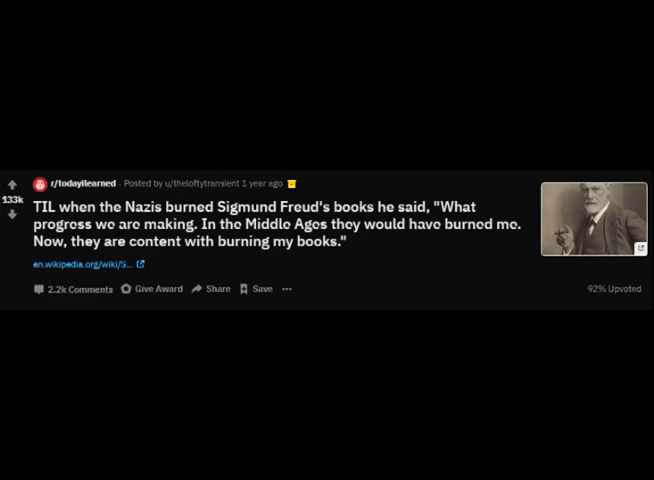 r/todayilearned · Posted by u/theloftytransient 1 year ago
133k
TIL when the Nazis burned Sigmund Freud's books he said, "What
progress we are making. In the Middle Ages they would have burned me.
Now, they are content with burning my books."
en.wikipedia.org/wiki/S...
2.2k Comments Give Award Share Save ··· 92% Upvoted